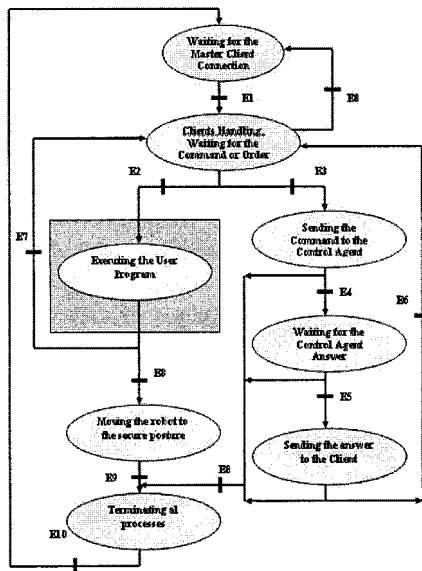 Waiting for the
Master Client
Connection
E1
E8
Clients Handling,
Waiting for the
Command or Order
E2
E3
E7
Sending the
Command to the
Control Agent
Executing the User
Program
E4
E6
Waiting for the
Control Agent
Answer
E8
E5
Moving the robot to
the secure posture
Sending the answer
to the Client
E9
E8
Terminating al
processes
E10